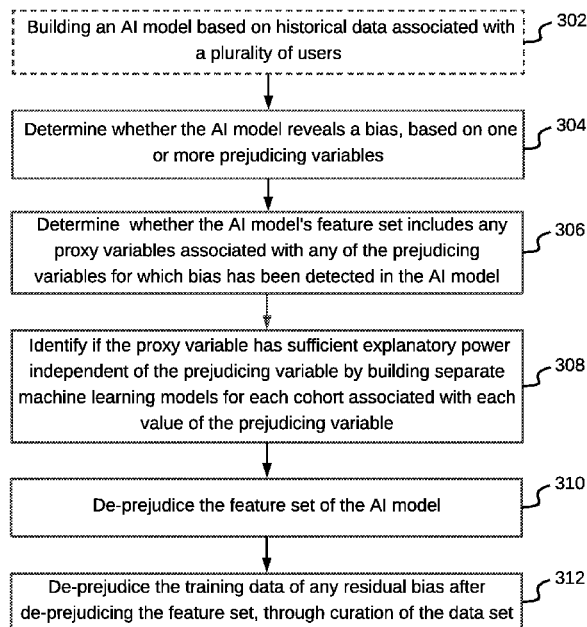 Building an AI model based on historical data associated with
a plurality of users
302
Determine whether the AI model reveals a bias, based on one
or more prejudicing variables
304
Determine whether the AI model's feature set includes any
proxy variables associated with any of the prejudicing
variables for which bias has been detected in the AI model
306
Identify if the proxy variable has sufficient explanatory power
independent of the prejudicing variable by building separate
machine learning models for each cohort associated with each
value of the prejudicing variable
308
De-prejudice the feature set of the AI model
310
De-prejudice the training data of any residual bias after
de-prejudicing the feature set, through curation of the data set
312